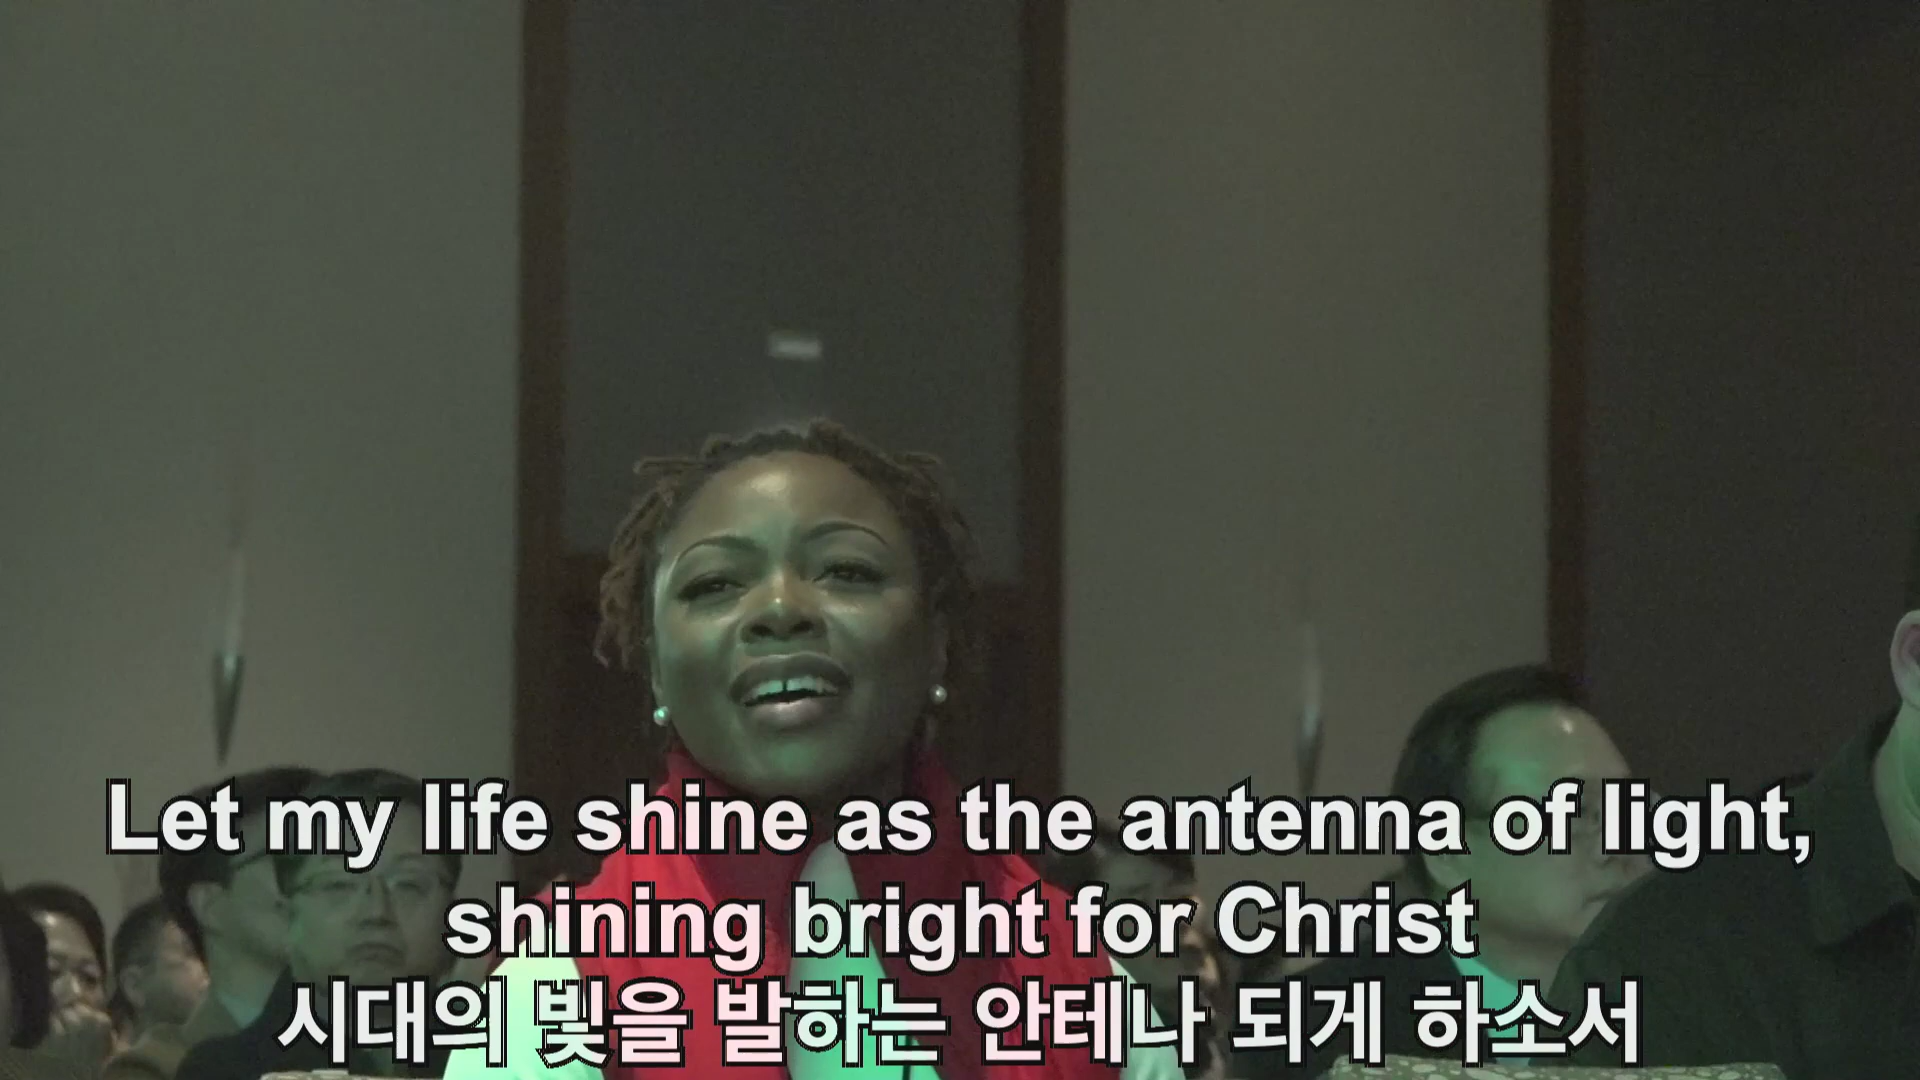 Let my life shine as the antenna of light,
shining bright for Christ
시대의 빛을 발하는 안테나 되게 하소서